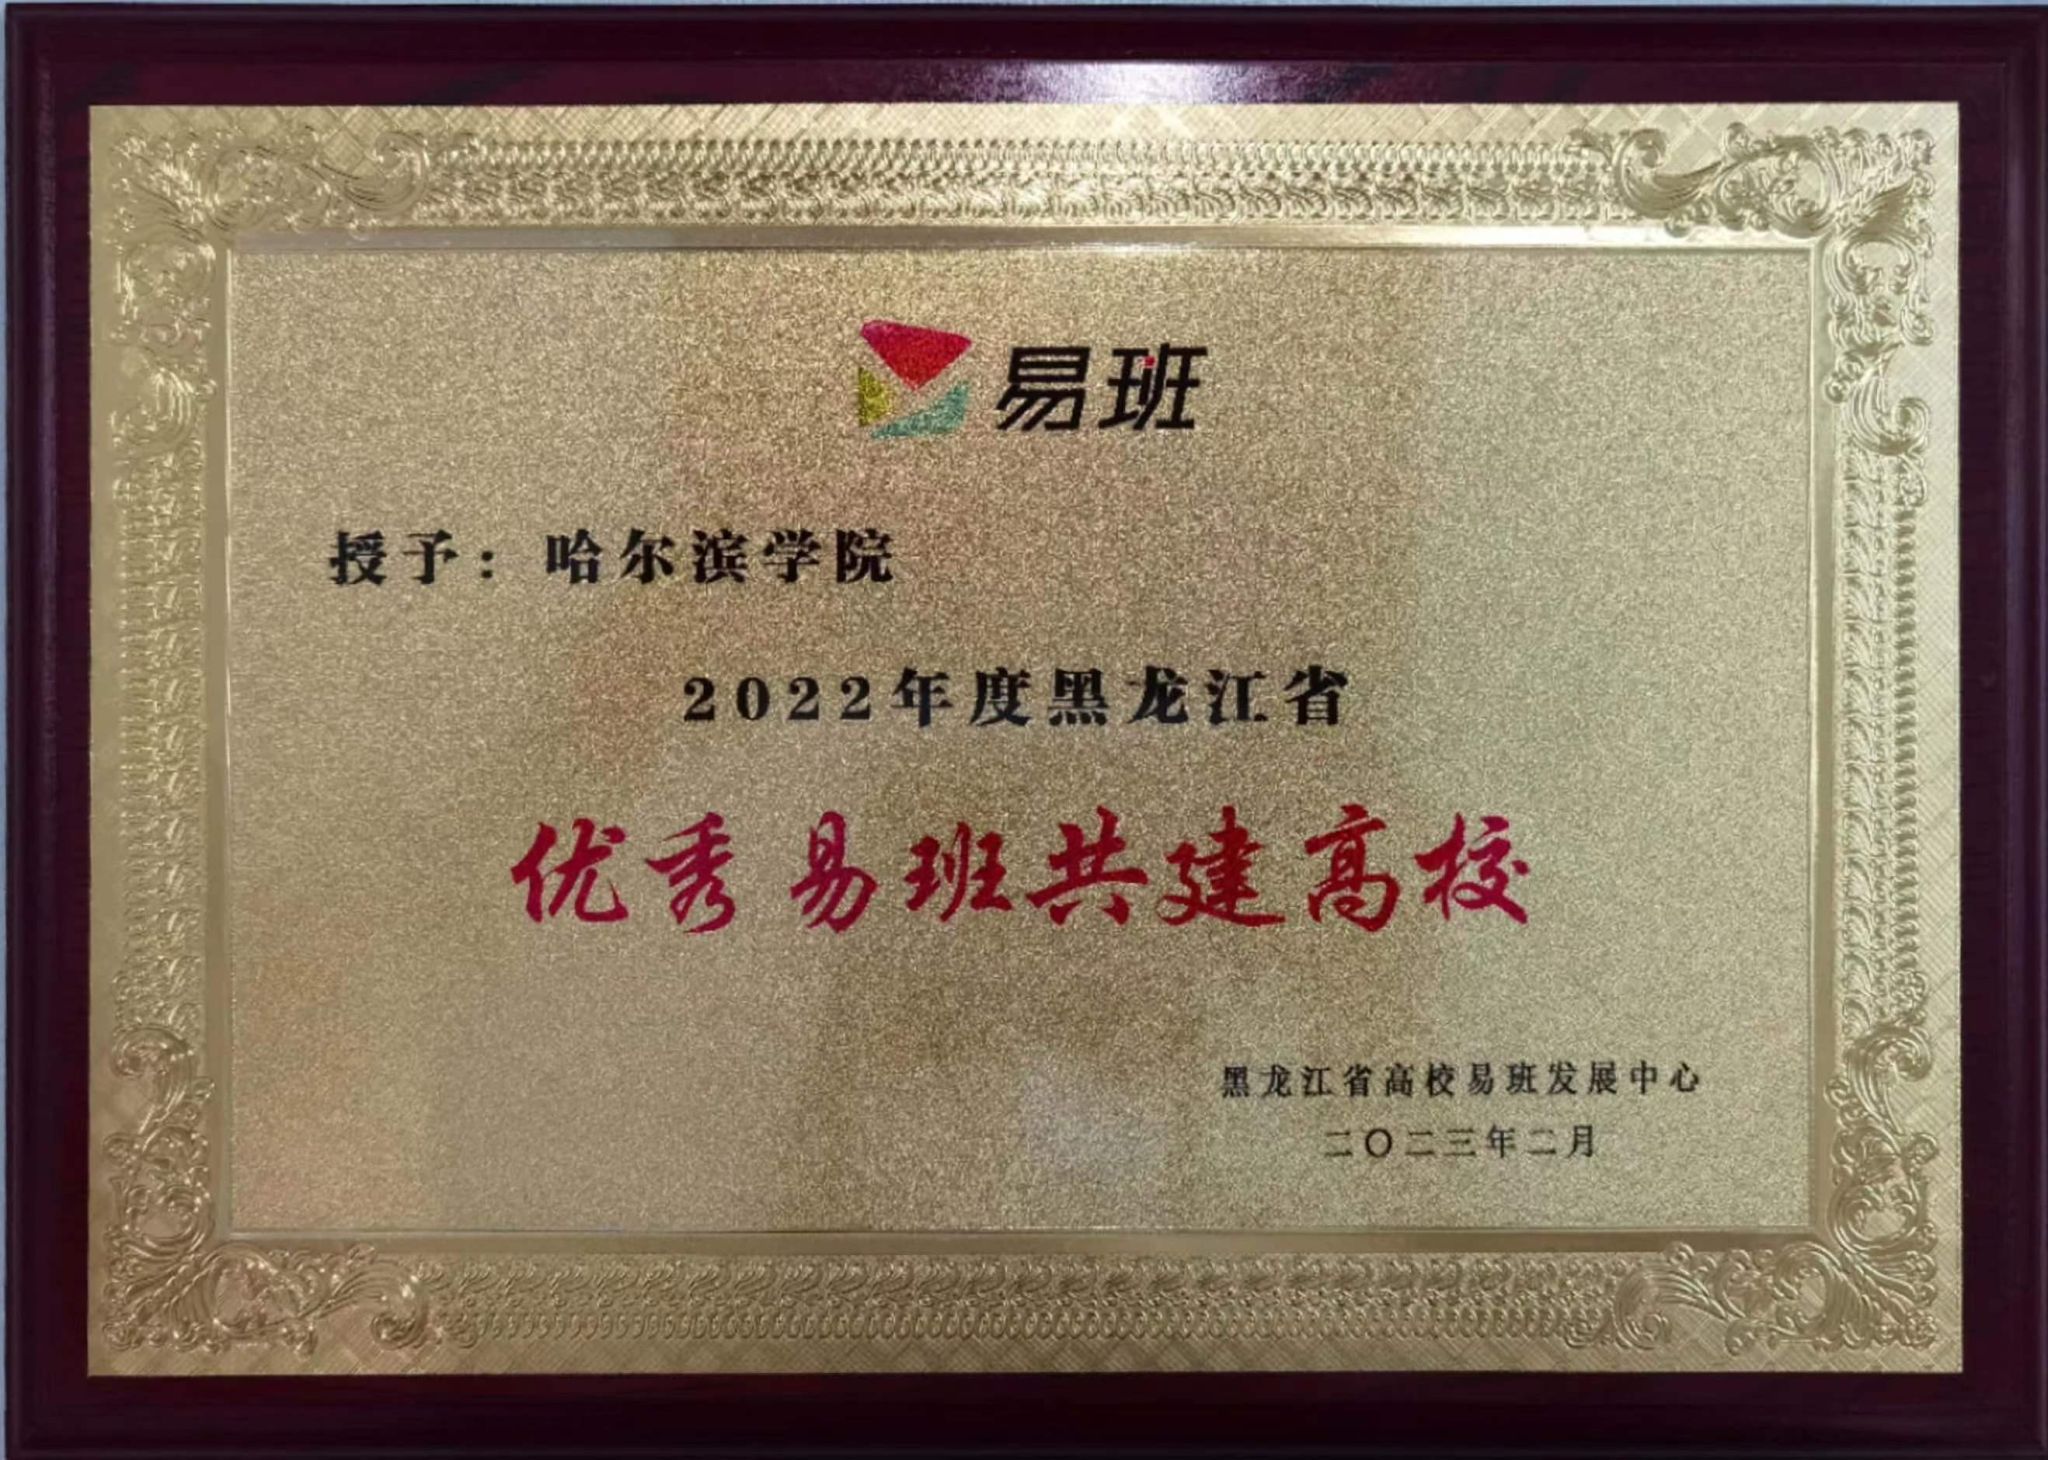 易班
授予：哈尔滨学院
2022年度黑龙江省
优秀易班共建高校
黑龙江省高校易班发展中心
二〇二三年二月